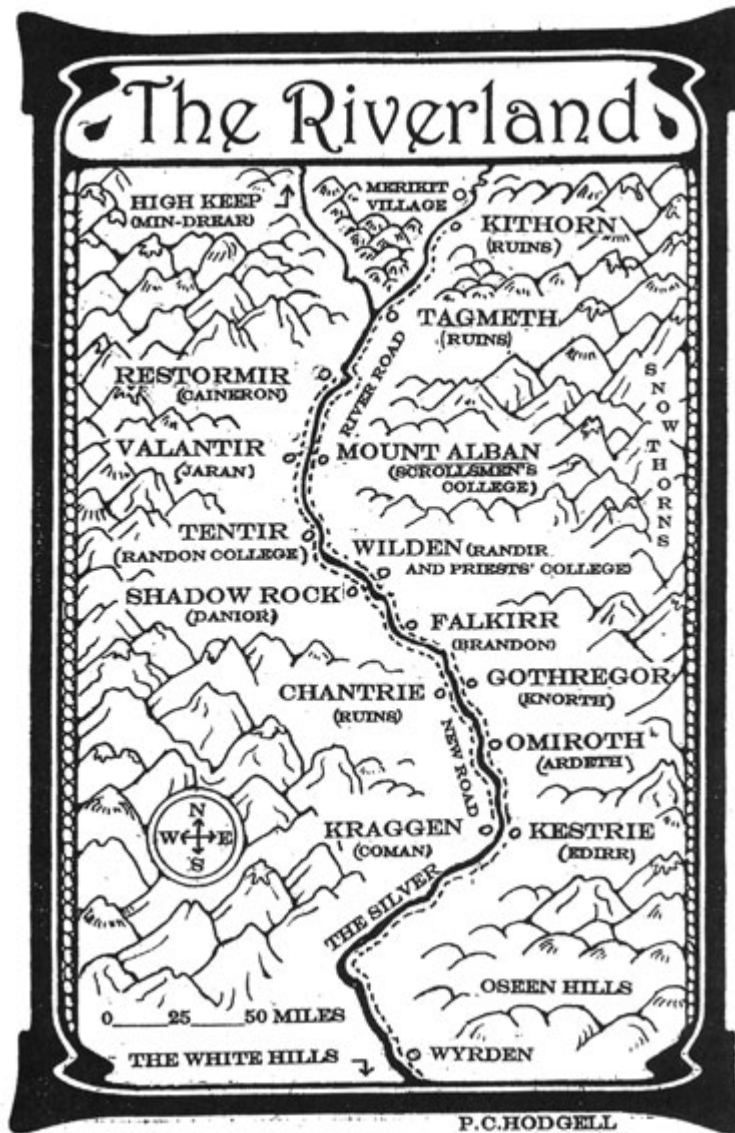 The Riverland
HIGH KEEP
(MIN-DREAR)
MERIKIT
VILLAGE
KITHORN
(RUINS)
TAGMETH
(RUINS)
RESTORMIR
(CAINERON)
RIVER ROAD
SNOWTHORNS
VALANTIR
(JARAN)
MOUNT ALBAN
(SCROLLSMEN'S
COLLEGE)
TENTIR
(RANDON COLLEGE)
WILDEN (RANDIR
AND PRIESTS' COLLEGE)
SHADOW ROCK
(DANIOR)
FALKIRR
(BRANDON)
GOTHREGOR
(KNORTH)
CHANTRIE
(RUINS)
NEW ROAD
OMIROTH
(ARDETH)
N
W E
S
KRAGGEN
(COMAN)
KESTRIE
(EDIRR)
THE SILVER
OSEEN HILLS
0 25 50 MILES
THE WHITE HILLS
WYRDEN
P.C.HODGELL